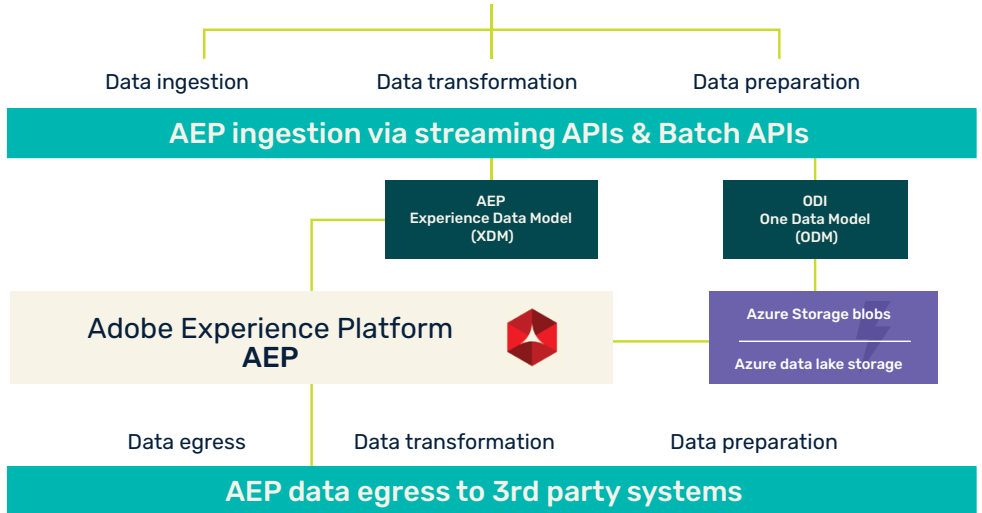 Data ingestion
Data transformation
Data preparation
AEP ingestion via streaming APIs & Batch APIs
AEP
Experience Data Model
(XDM)
ODI
One Data Model
(ODM)
Adobe Experience Platform
AEP
Azure Storage blobs
Azure data lake storage
Data egress
Data transformation
Data preparation
AEP data egress to 3rd party systems